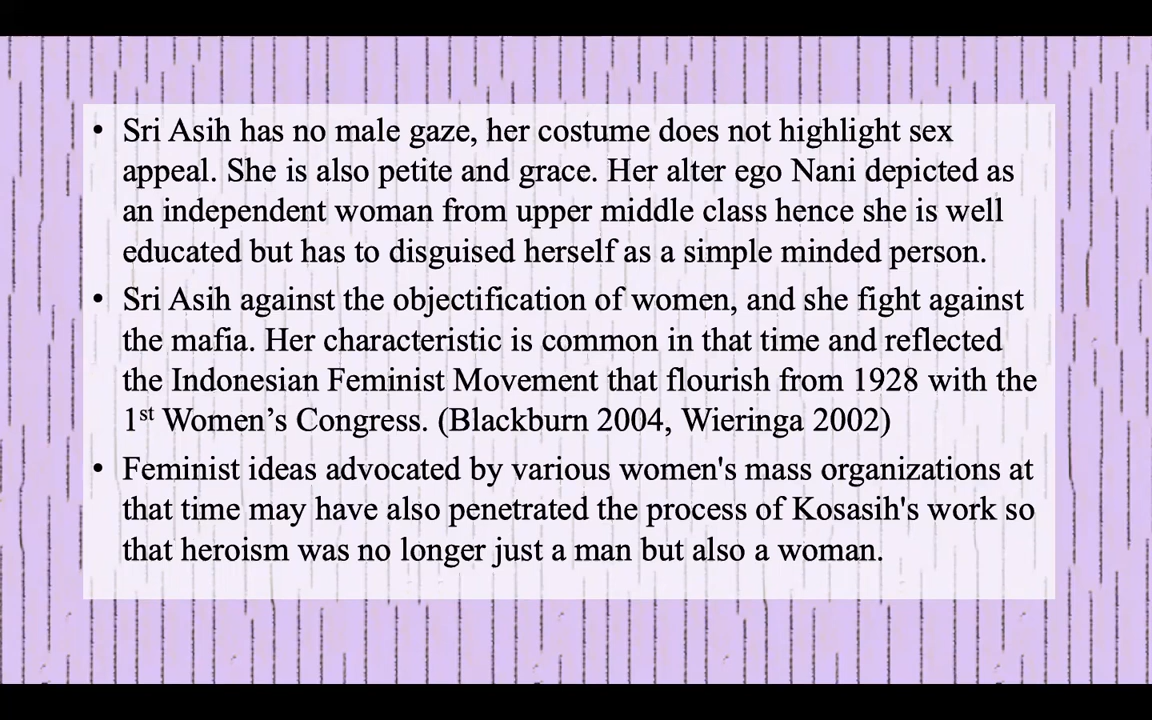 • Sri Asih has no male gaze, her costume does not highlight sex
appeal. She is also petite and grace. Her alter ego Nani depicted as
an independent woman from upper middle class hence she is well
educated but has to disguised herself as a simple minded person.
• Sri Asih against the objectification of women, and she fight against
the mafia. Her characteristic is common in that time and reflected
the Indonesian Feminist Movement that flourish from 1928 with the
1st Women’s Congress. (Blackburn 2004, Wieringa 2002)
• Feminist ideas advocated by various women's mass organizations at
that time may have also penetrated the process of Kosasih's work so
that heroism was no longer just a man but also a woman.